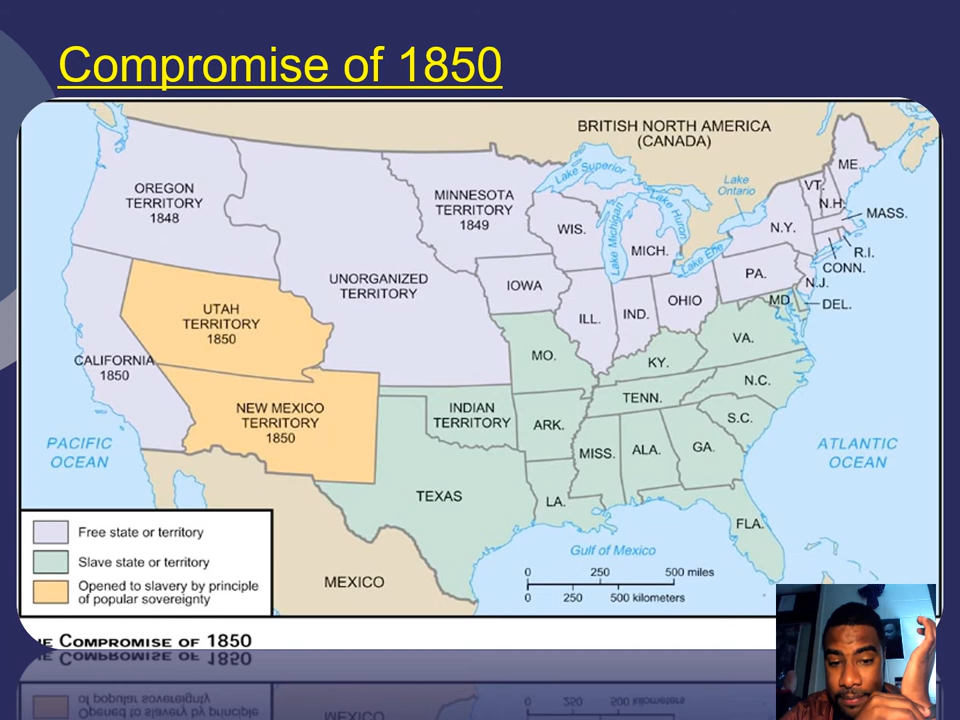 Compromise of 1850
BRITISH NORTH AMERICA
(CANADA)
OREGON
TERRITORY
1848
MINNESOTA
TERRITORY
1849
Lake Superior
Lake Michigan
Lake Huron
Lake
Ontario
Lake Erie
ME.
VT.
N.H.
MASS.
N.Y.
R.I.
CONN.
WIS.
MICH.
PA.
N.J.
UNORGANIZED
TERRITORY
IOWA
ILL.
IND.
OHIO
MD.
DEL.
UTAH
TERRITORY
1850
CALIFORNIA
1850
MO.
KY.
VA.
N.C.
TENN.
NEW MEXICO
TERRITORY
1850
INDIAN
TERRITORY
ARK.
S.C.
MISS.
ALA.
GA.
PACIFIC
OCEAN
ATLANTIC
OCEAN
TEXAS
LA.
FLA.
Gulf of Mexico
MEXICO
Free state or territory
Slave state or territory
Opened to slavery by principle
of popular sovereignty
0 250 500 miles
0 250 500 kilometers
COMPROMISE OF 1850